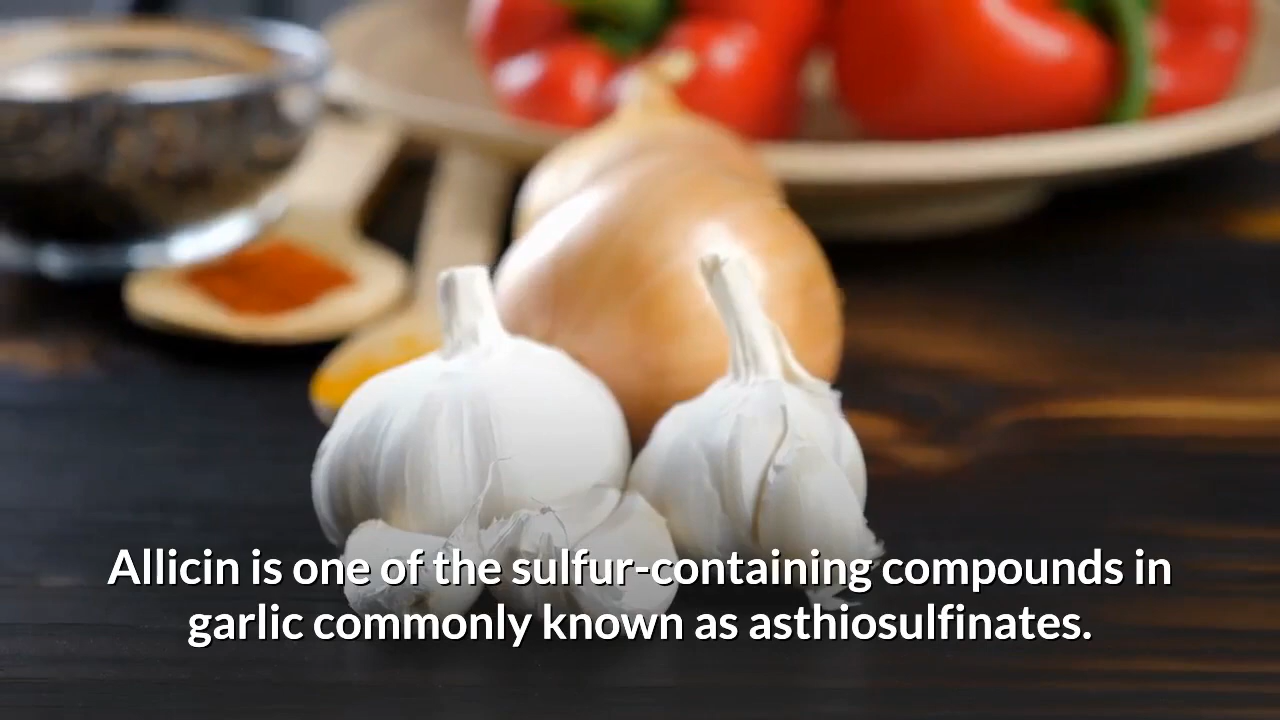 Allicin is one of the sulfur-containing compounds in
garlic commonly known as asthiosulfinates.